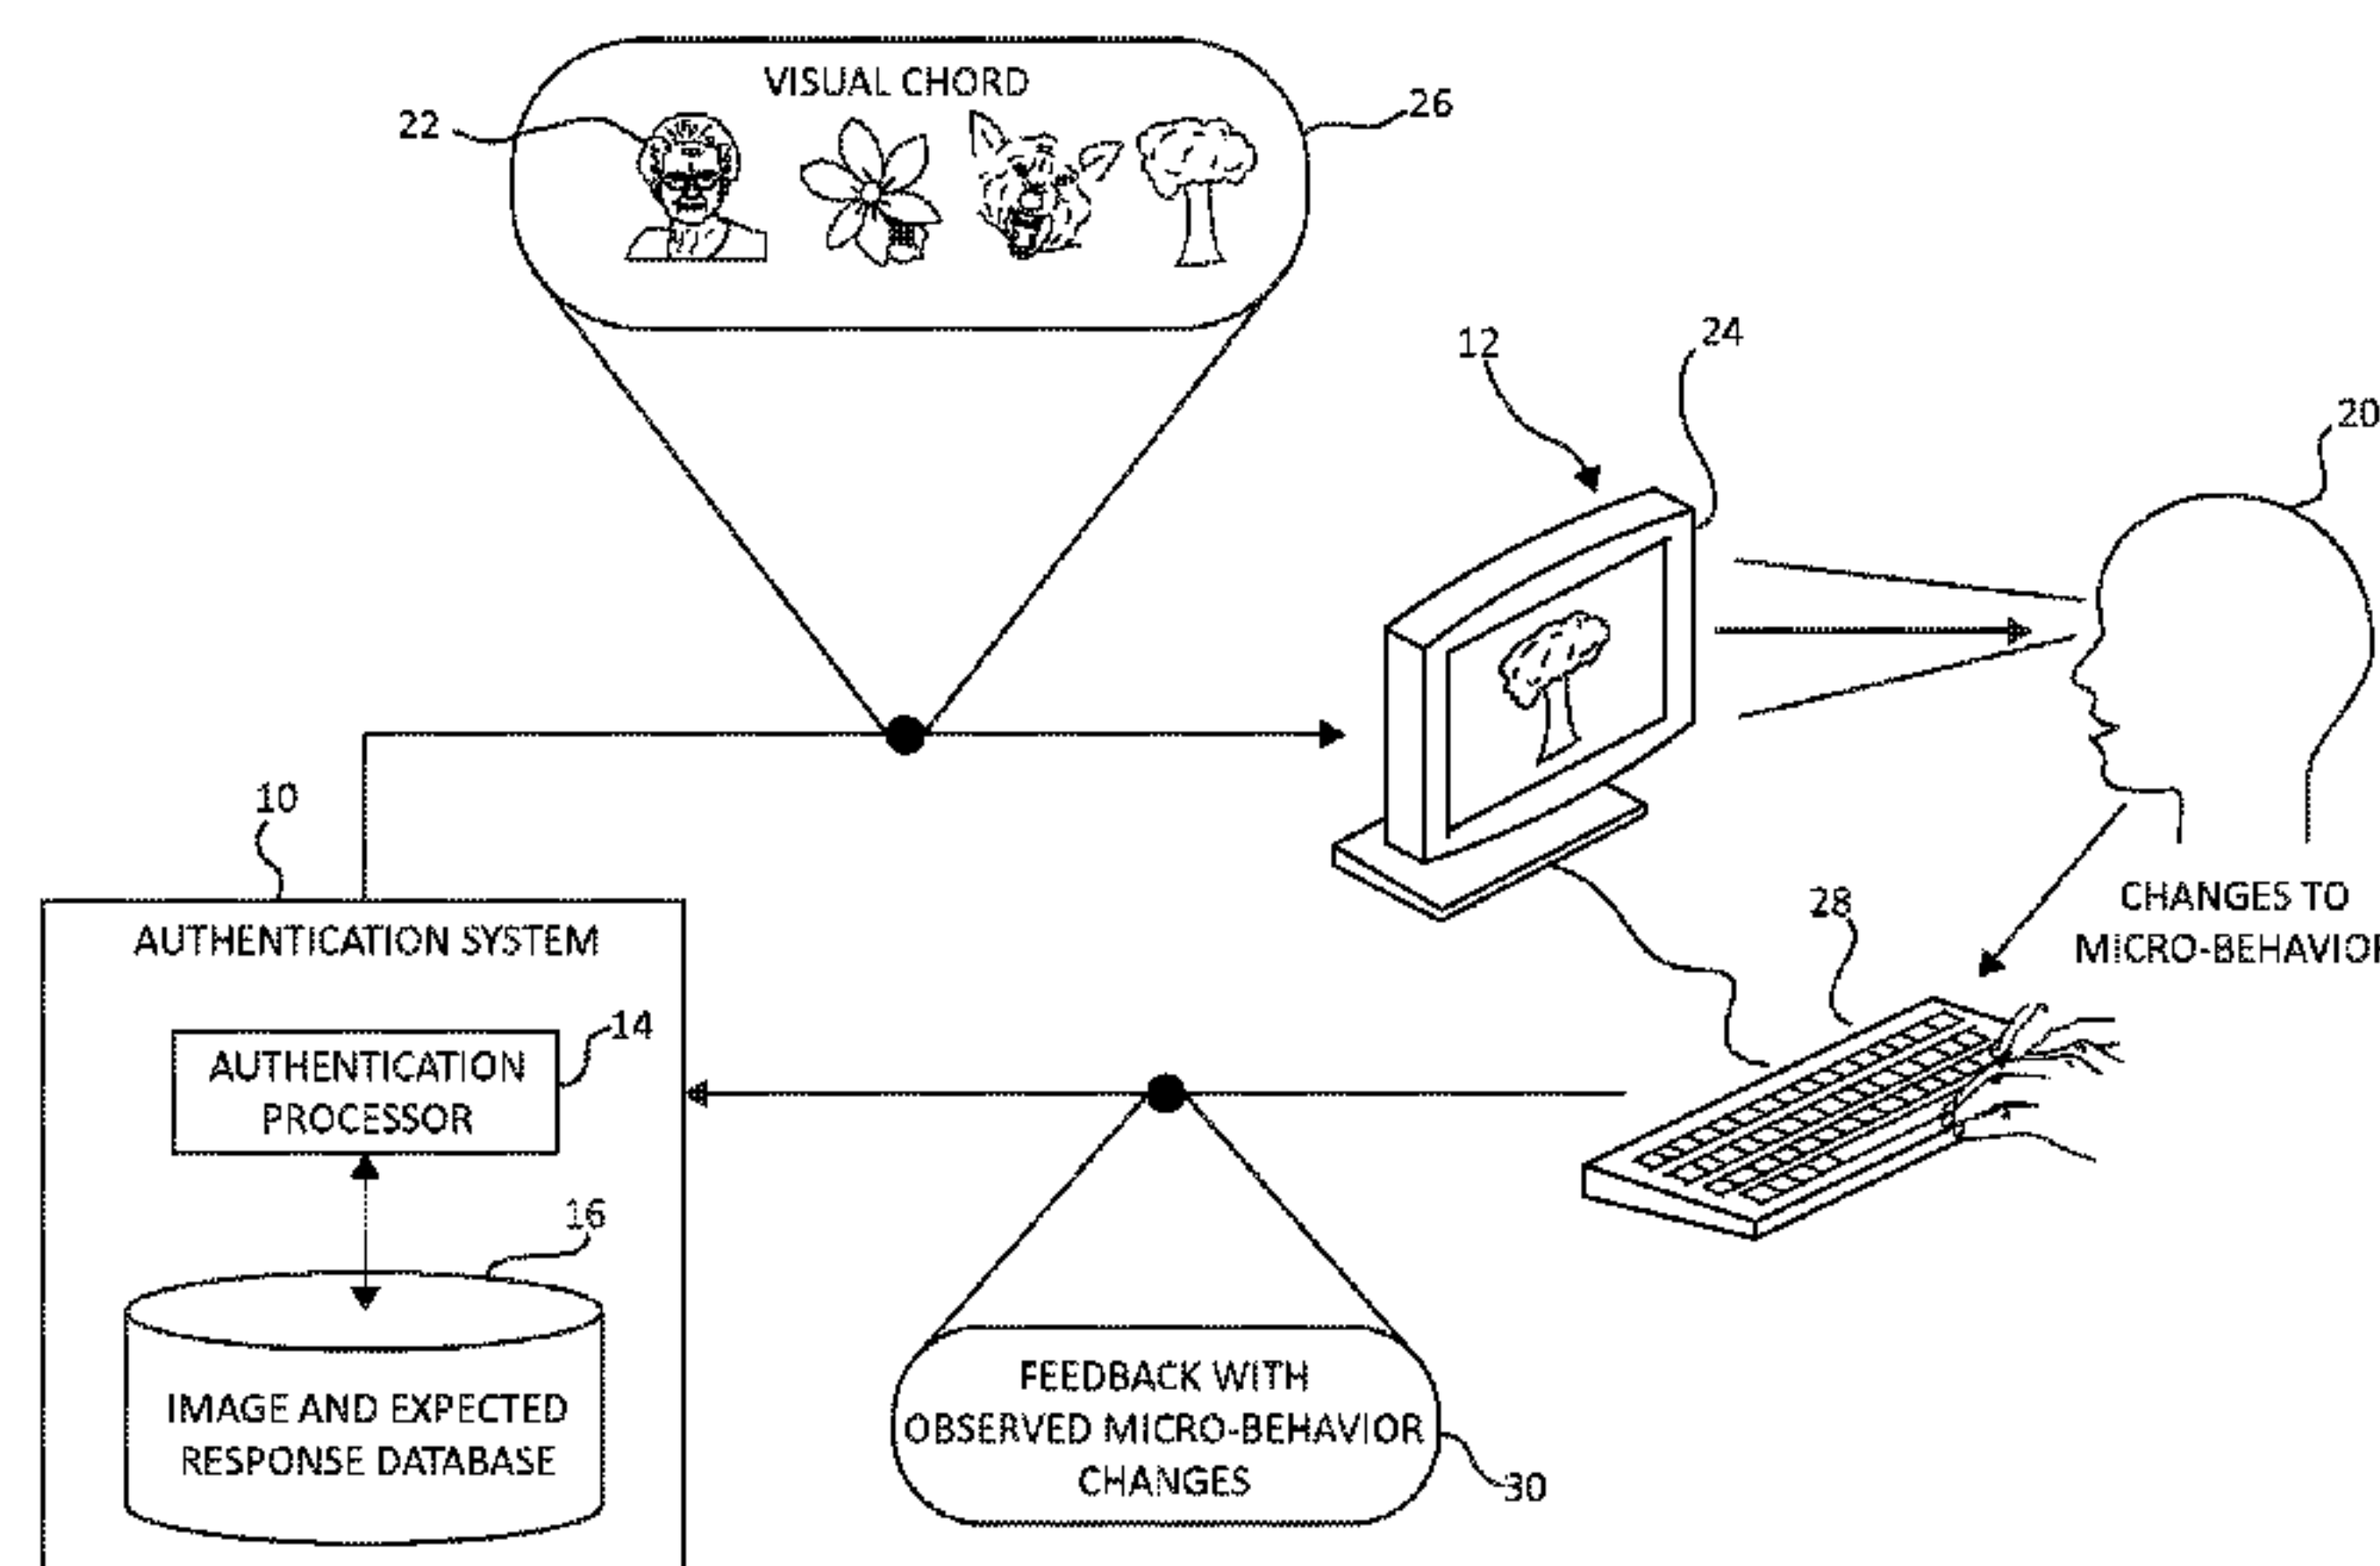 VISUAL CHORD
22
26
12
24
20
10
AUTHENTICATION SYSTEM
14
AUTHENTICATION
PROCESSOR
16
IMAGE AND EXPECTED
RESPONSE DATABASE
CHANGES TO
MICRO-BEHAVIOR
28
FEEDBACK WITH
OBSERVED MICRO-BEHAVIOR
CHANGES
30